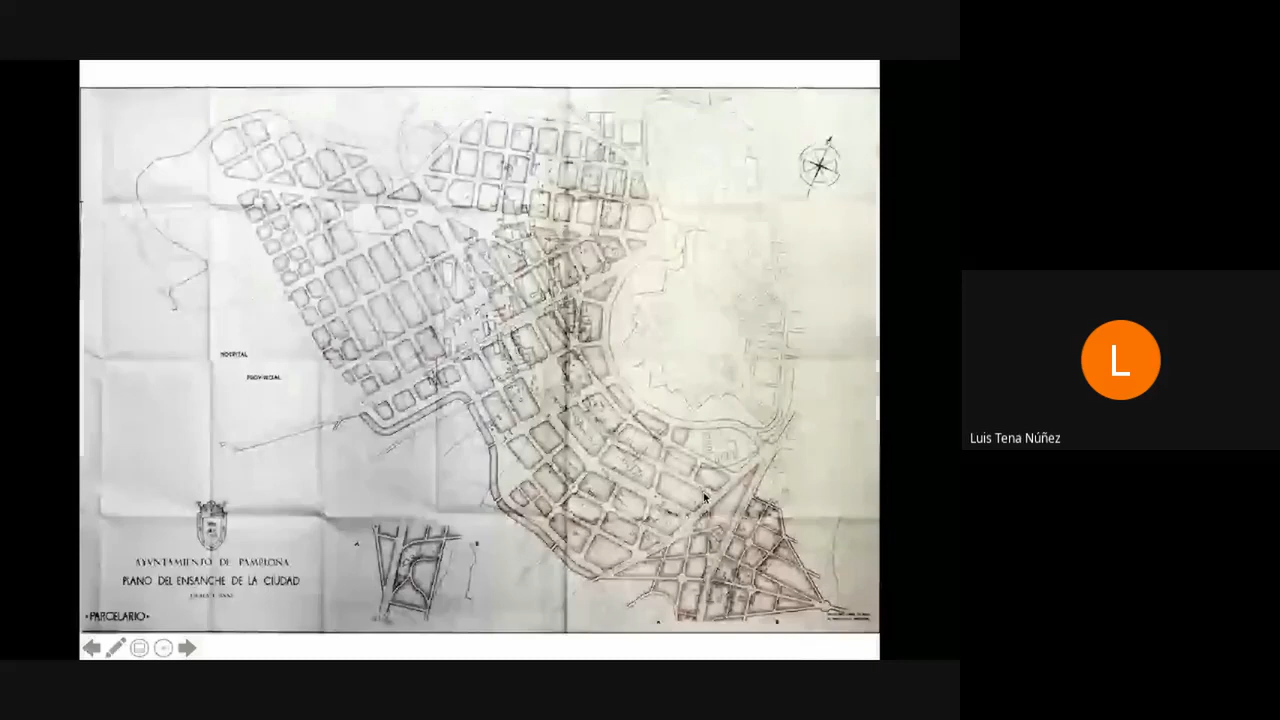 HOSPITAL
PROVINCIAL
AYUNTAMIENTO DE PAMPLONA
PLANO DEL ENSANCHE DE LA CIUDAD
·PARCELARIO·
A
B
A
B
L
Luis Tena Núñez